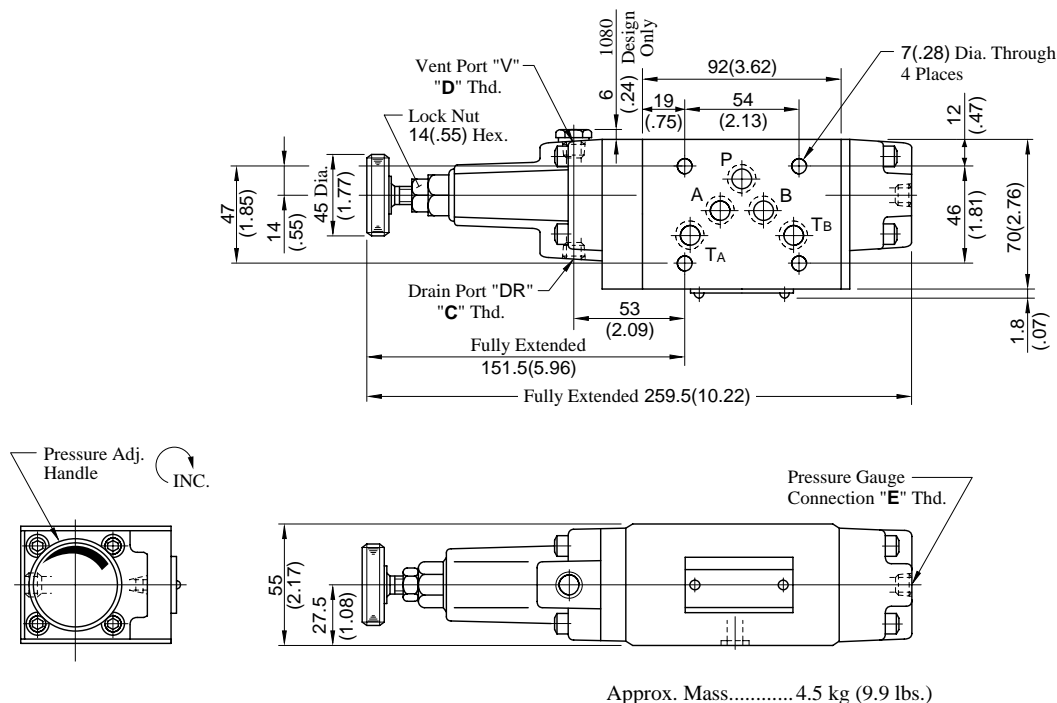 1080
Design
Only
6
(.24)
Vent Port "V"
"D" Thd.
Lock Nut
14(.55) Hex.
92(3.62)
19
(.75)
54
(2.13)
7(.28) Dia. Through
4 Places
12
(.47)
47
(1.85)
14
(.55)
45 Dia.
(1.77)
P
A
B
TA
TB
46
(1.81)
70(2.76)
1.8
(.07)
Drain Port "DR"
"C" Thd.
53
(2.09)
Fully Extended
151.5(5.96)
Fully Extended 259.5(10.22)
Pressure Adj.
Handle
INC.
Pressure Gauge
Connection "E" Thd.
55
(2.17)
27.5
(1.08)
Approx. Mass............ 4.5 kg (9.9 lbs.)